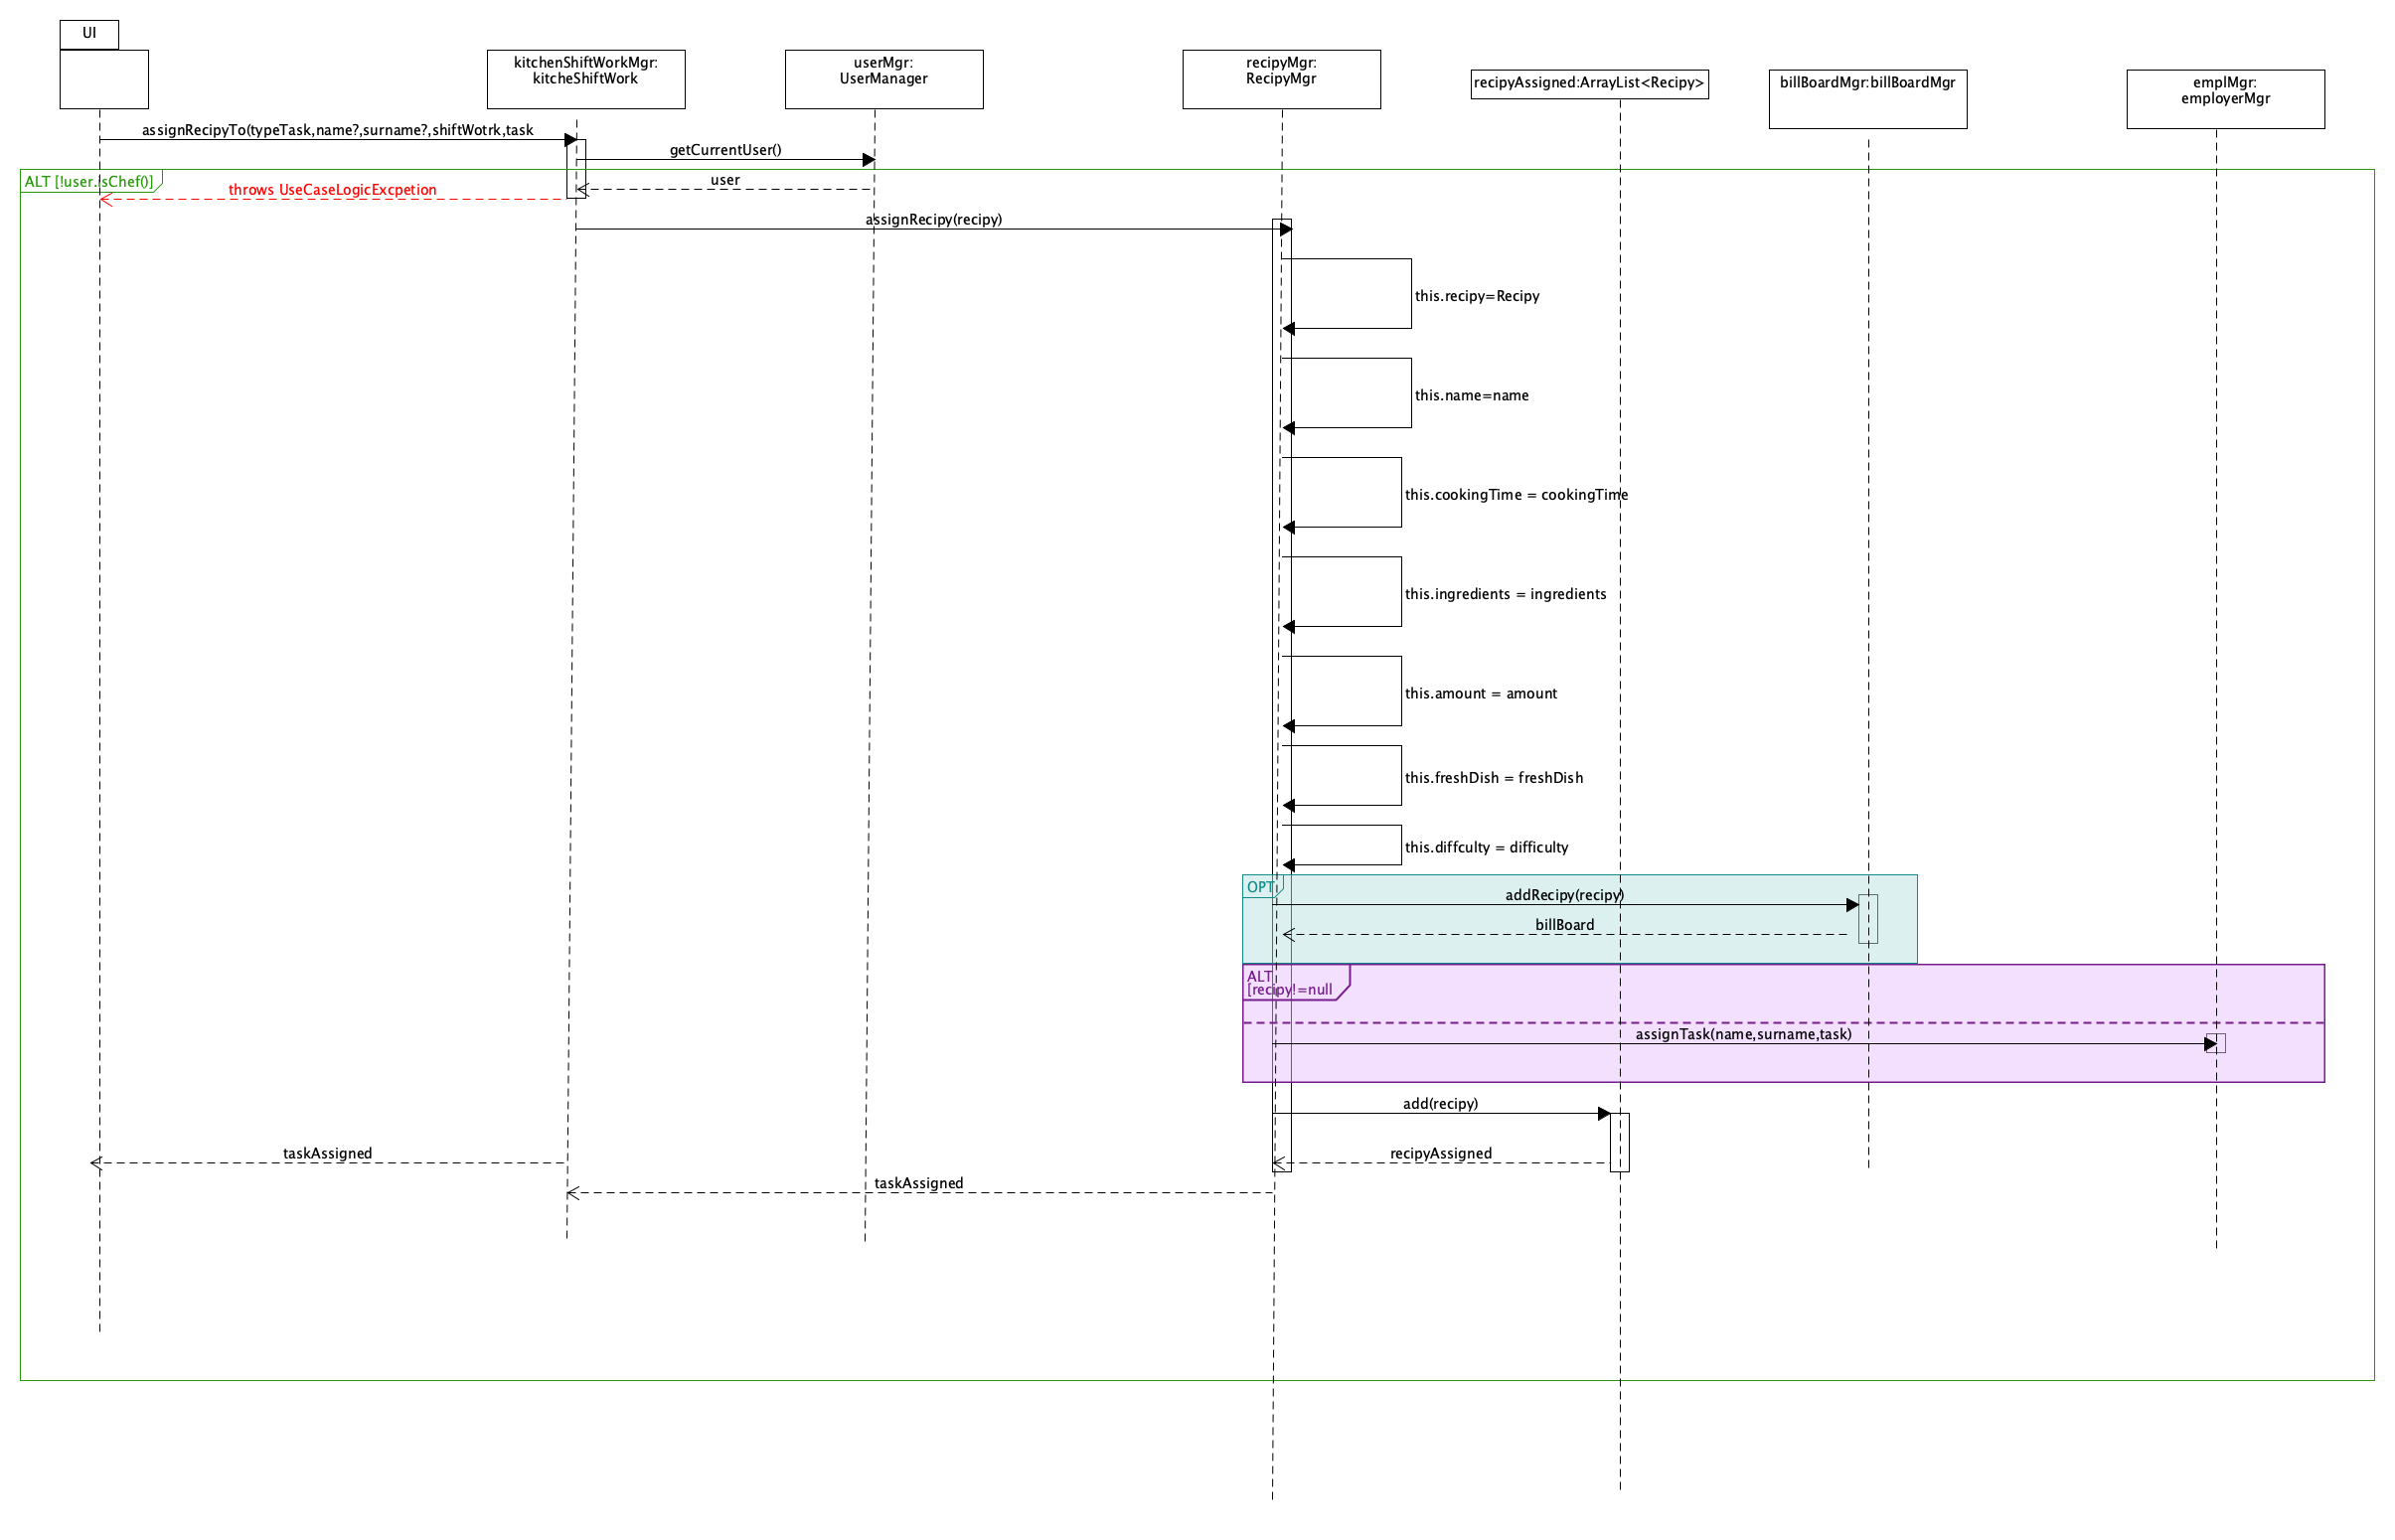 UI
kitchenShiftWorkMgr:
kitcheShiftWork
userMgr:
UserManager
recipyMgr:
RecipyMgr
recipyAssigned:ArrayList<Recipy>
billBoardMgr:billBoardMgr
emplMgr:
employerMgr
assignRecipyTo(typeTask,name?,surname?,shiftWotrk,task
getCurrentUser()
ALT [!user.isChef()]
user
throws UseCaseLogicExcpetion
assignRecipy(recipy)
this.recipy=Recipy
this.name=name
this.cookingTime = cookingTime
this.ingredients = ingredients
this.amount = amount
this.freshDish = freshDish
this.diffculty = difficulty
OPT
addRecipy(recipy)
billBoard
ALT
[recipy!=null
assignTask(name,surname,task)
add(recipy)
taskAssigned
recipyAssigned
taskAssigned